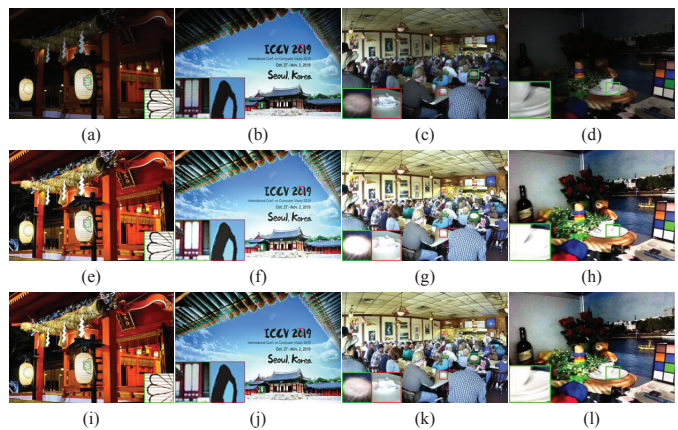 ICCV 2019
International Conf. on Computer Vision 2019
Oct. 27 - Nov. 2, 2019
Seoul, Korea
(a) (b) (c) (d)
ICCV 2019
International Conf. on Computer Vision 2019
Oct. 27 - Nov. 2, 2019
Seoul, Korea
(e) (f) (g) (h)
ICCV 2019
International Conf. on Computer Vision 2019
Oct. 27 - Nov. 2, 2019
Seoul, Korea
(i) (j) (k) (l)